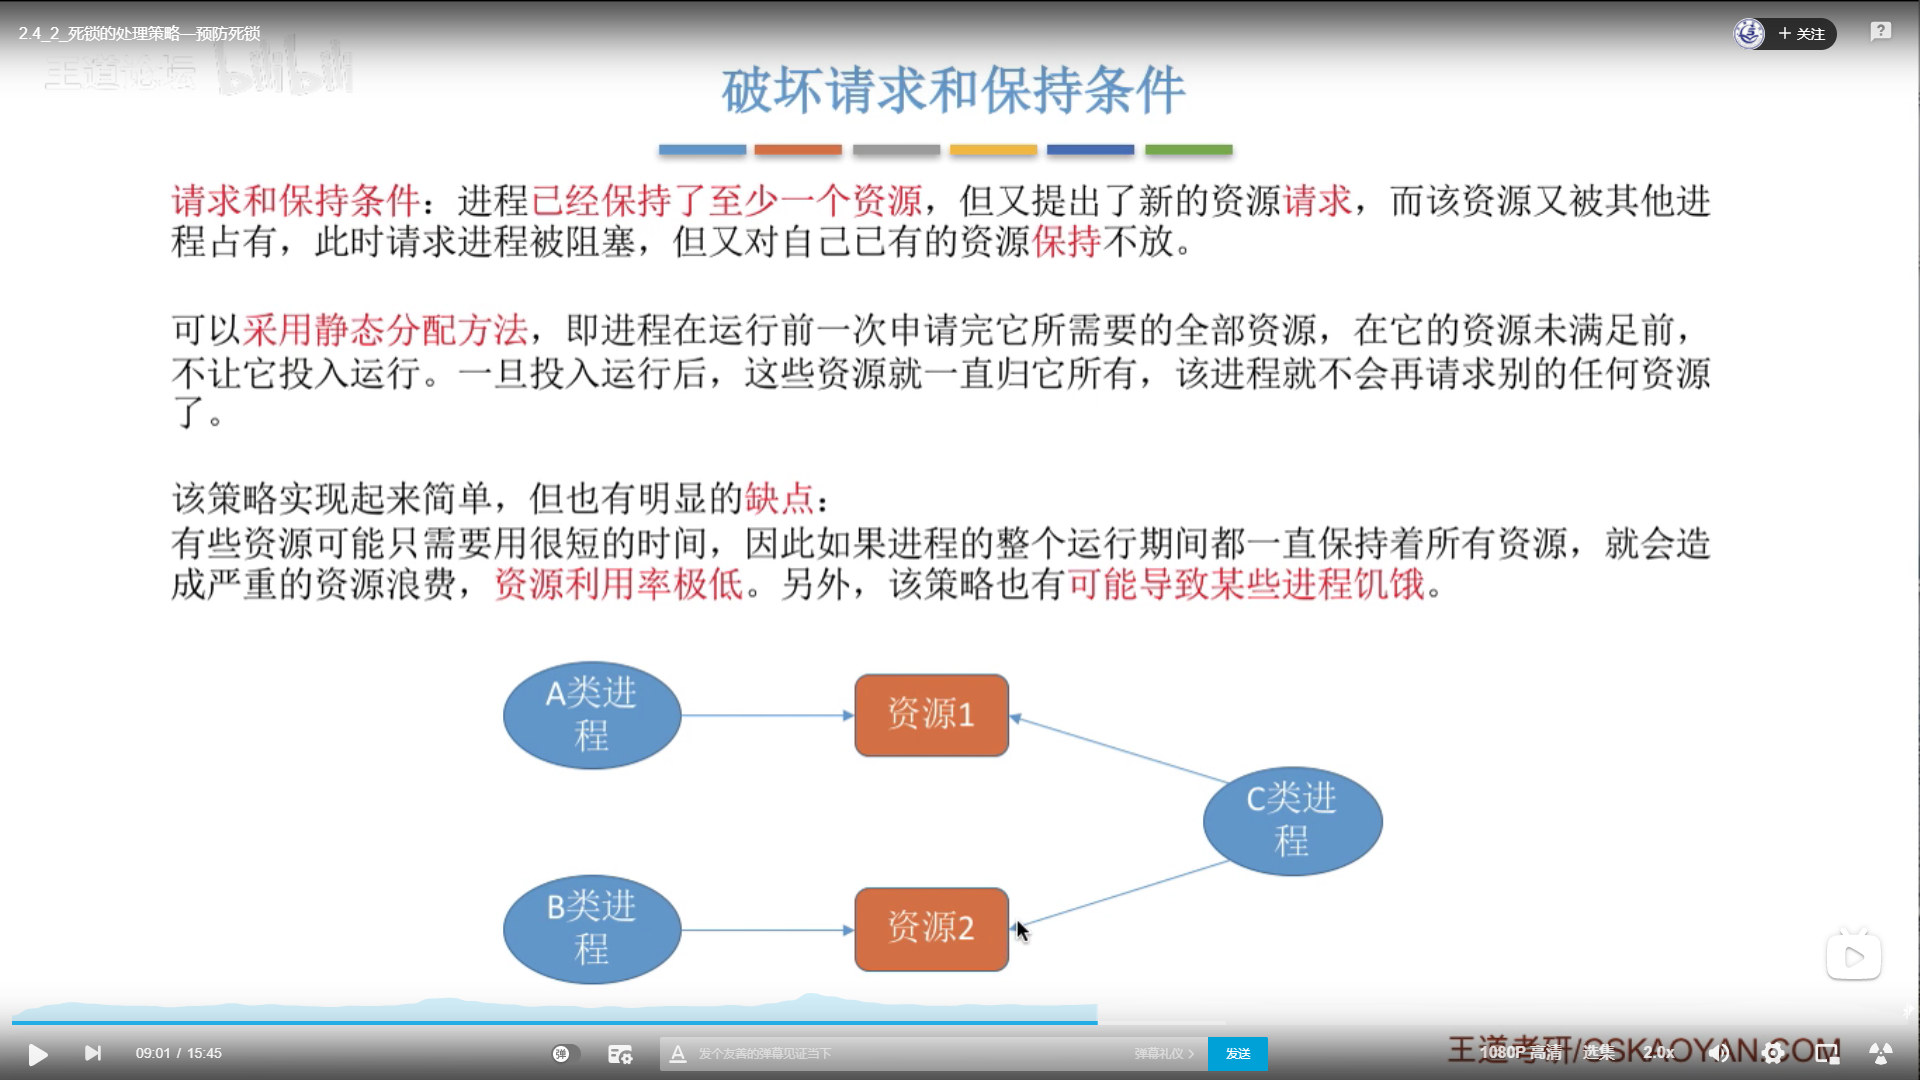 2.4_2_死锁的处理策略—预防死锁
+ 关注
王道论坛 bilibili
破坏请求和保持条件
请求和保持条件：进程已经保持了至少一个资源，但又提出了新的资源请求，而该资源又被其他进
程占有，此时请求进程被阻塞，但又对自己已有的资源保持不放。
可以采用静态分配方法，即进程在运行前一次申请完它所需要的全部资源，在它的资源未满足前，
不让它投入运行。一旦投入运行后，这些资源就一直归它所有，该进程就不会再请求别的任何资源
了。
该策略实现起来简单，但也有明显的缺点：
有些资源可能只需要用很短的时间，因此如果进程的整个运行期间都一直保持着所有资源，就会造
成严重的资源浪费，资源利用率极低。另外，该策略也有可能导致某些进程饥饿。
A类进
程
资源1
C类进
程
B类进
程
资源2
09:01 / 15:45
弹
发个友善的弹幕见证当下
弹幕礼仪 >
发送
王道考研/CSKAOYAN.COM
1080P 高清
选集
2.0x